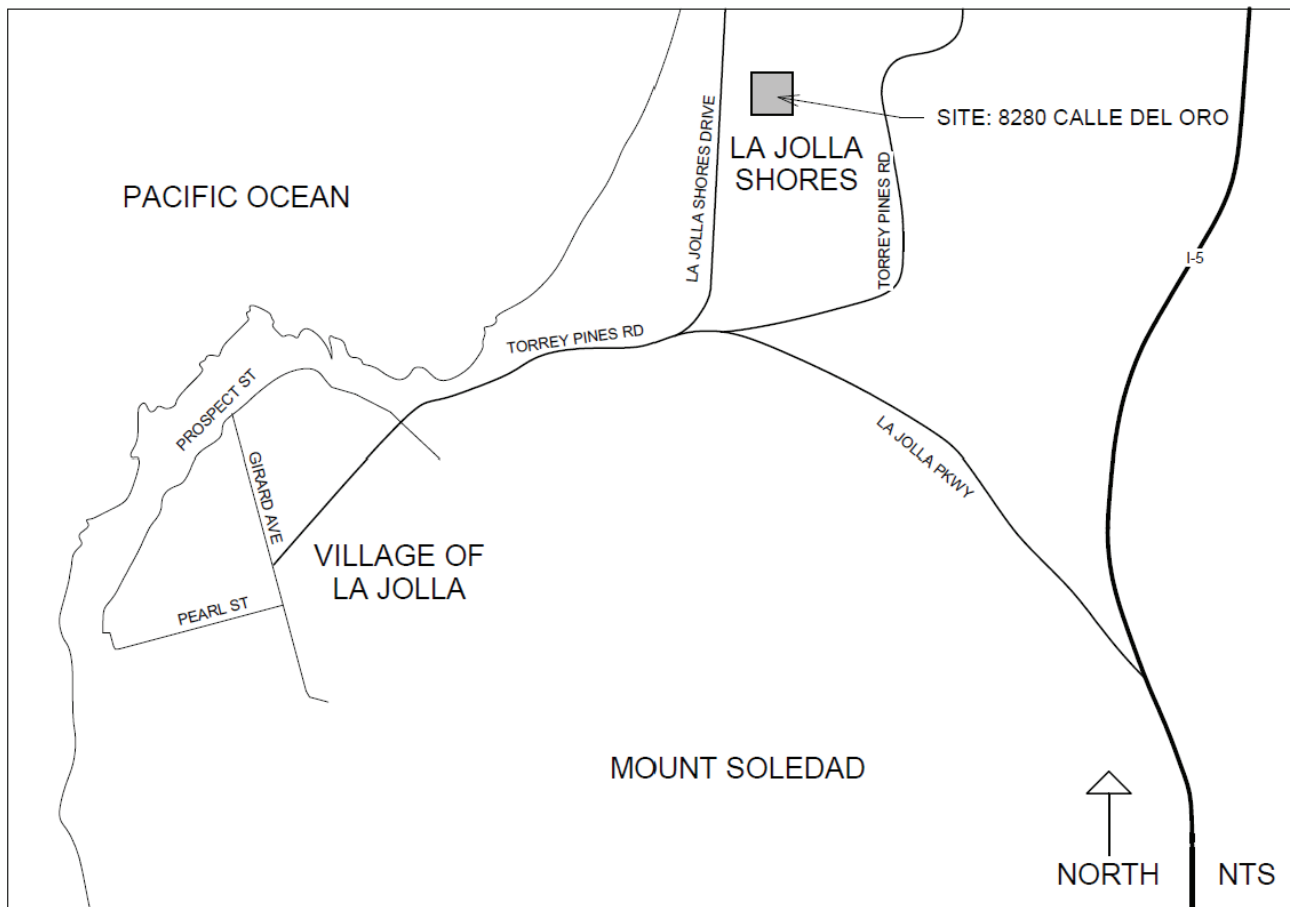 SITE: 8280 CALLE DEL ORO
LA JOLLA SHORES DRIVE
LA JOLLA
SHORES
TORREY PINES RD
PACIFIC OCEAN
I-5
TORREY PINES RD
PROSPECT ST
GIRARD AVE
LA JOLLA PKWY
VILLAGE OF
LA JOLLA
PEARL ST
MOUNT SOLEDAD
NORTH
NTS